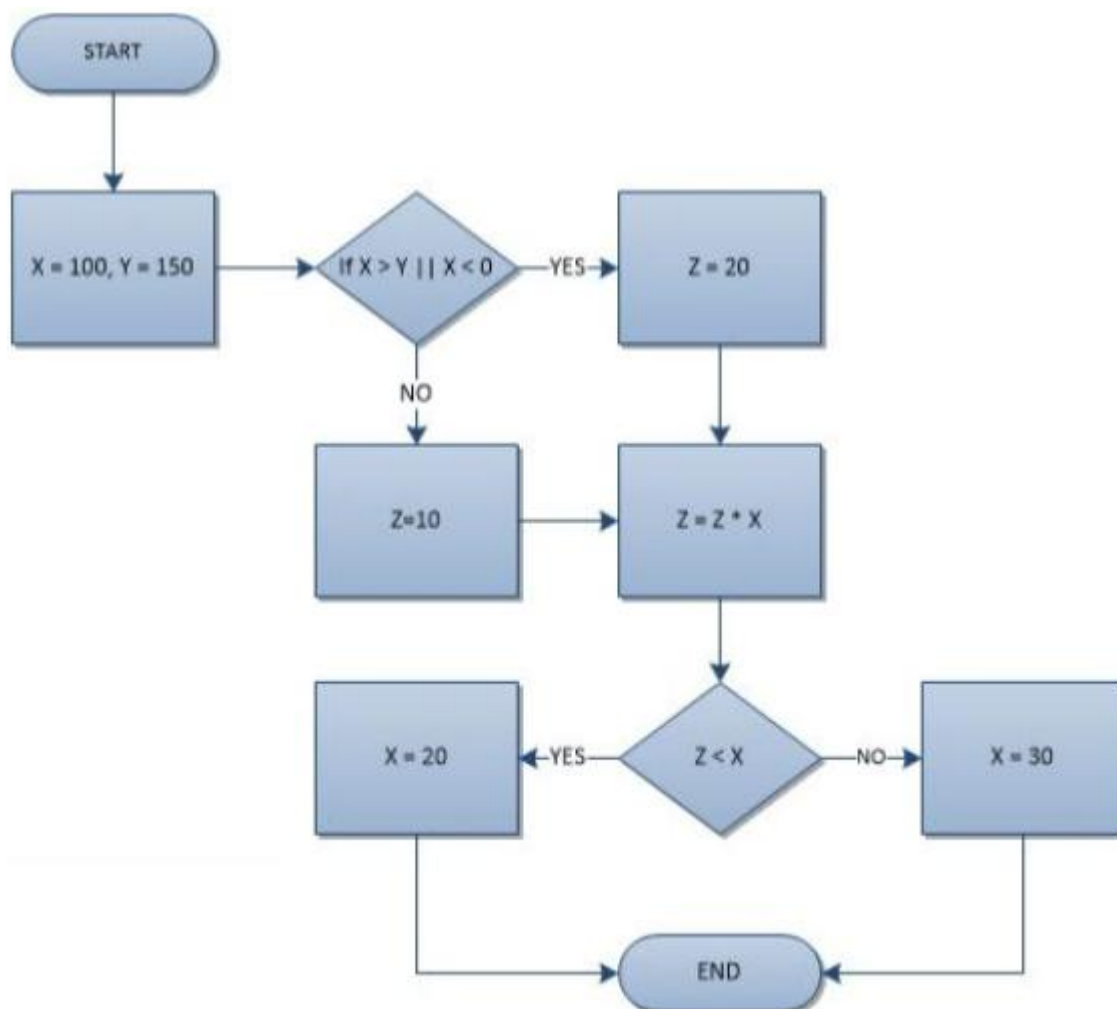 START
X = 100, Y = 150
If X > Y || X < 0
YES
Z = 20
NO
Z=10
Z = Z * X
X = 20
YES
Z < X
NO
X = 30
END